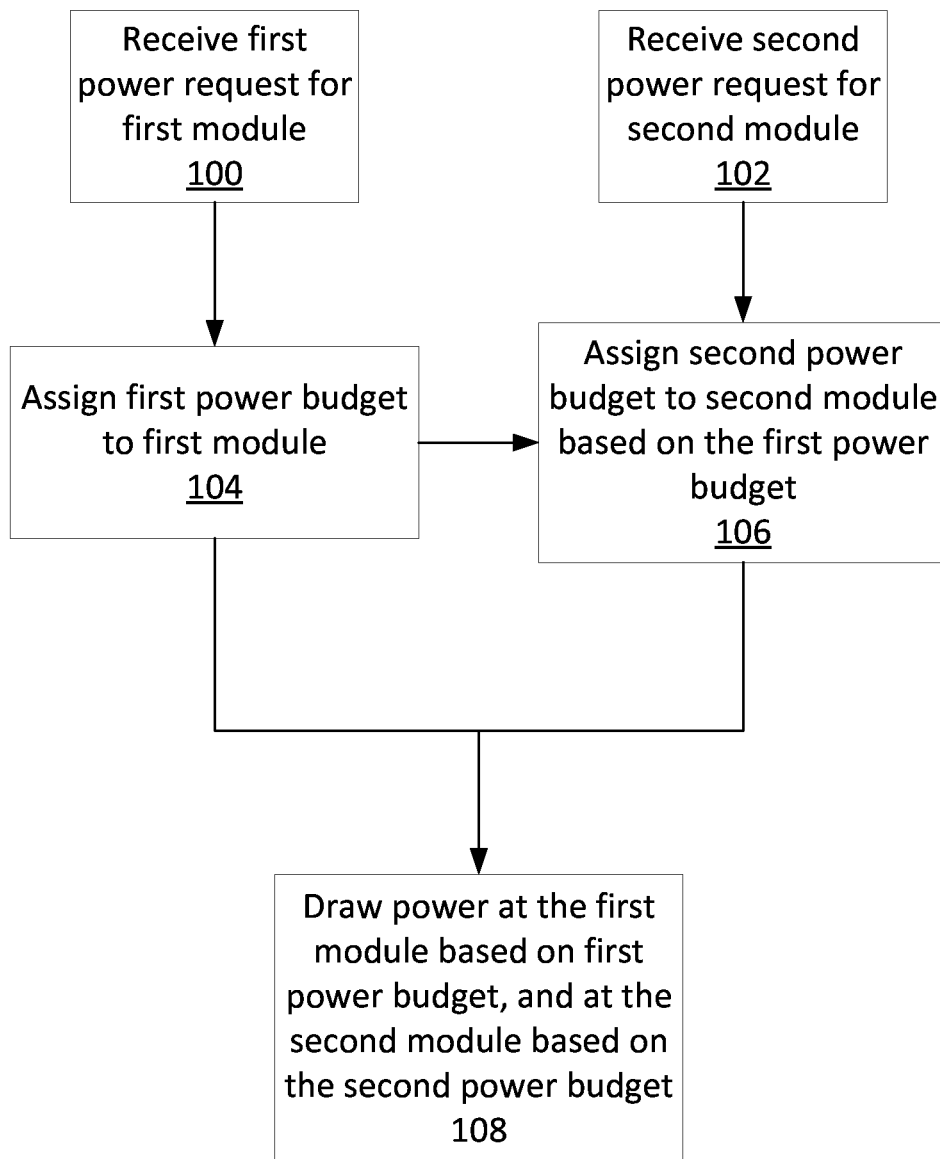 Receive first
power request for
first module
100
Receive second
power request for
second module
102
Assign first power budget
to first module
104
Assign second power
budget to second module
based on the first power
budget
106
Draw power at the first
module based on first
power budget, and at the
second module based on
the second power budget
108